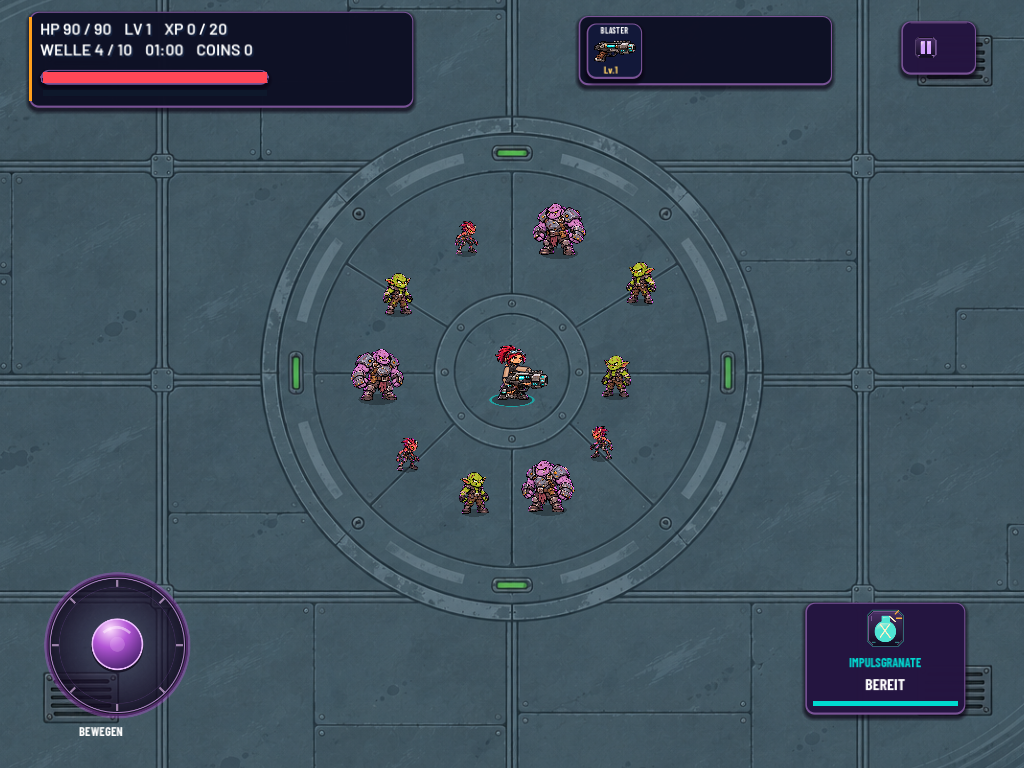 HP 90 / 90 LV 1 XP 0 / 20
WELLE 4 / 10 01:00 COINS 0
BLASTER
Lv.1
IMPULSGRANATE
BEREIT
BEWEGEN